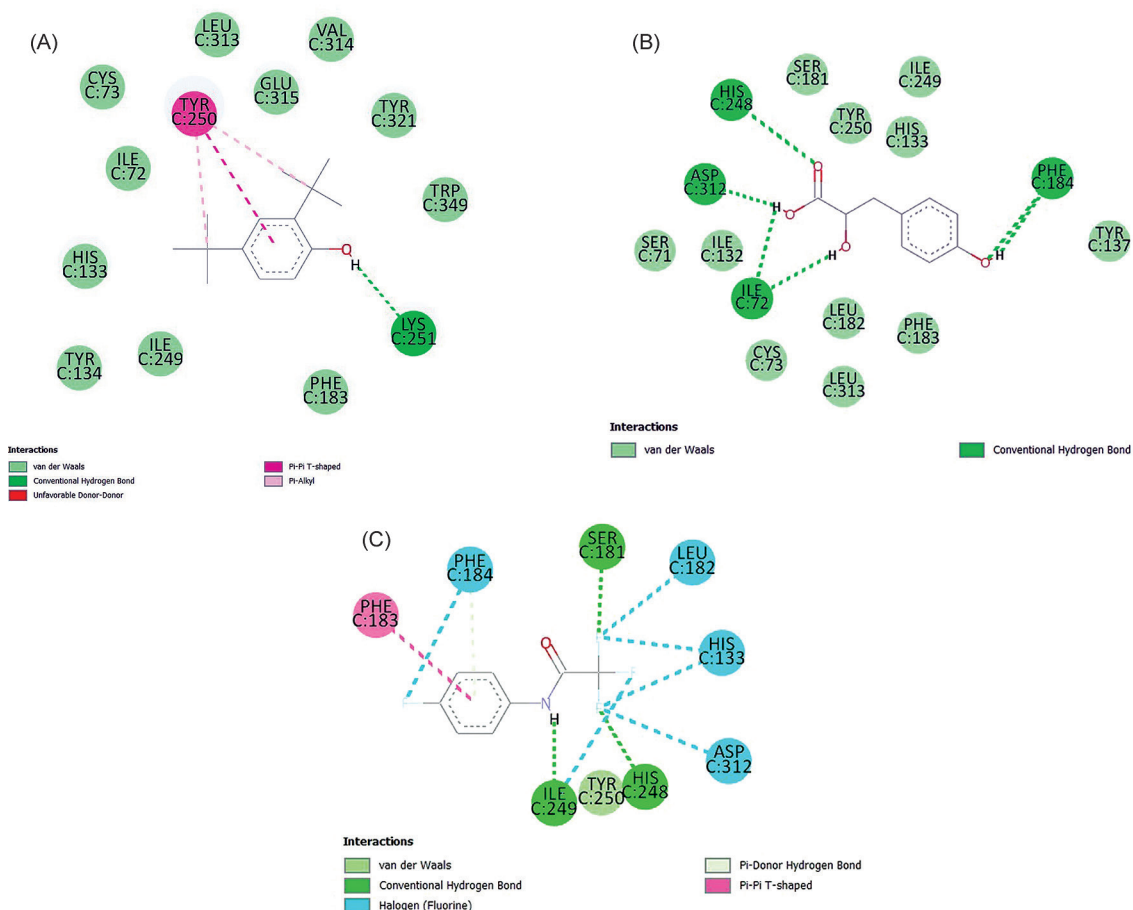 (A)
LEU
C:313
VAL
C:314
CYS
C:73
TYR
C:250
GLU
C:315
TYR
C:321
ILE
C:72
TRP
C:349
HIS
C:133
O
H
LYS
C:251
TYR
C:134
ILE
C:249
PHE
C:183
Interactions
van der Waals
Conventional Hydrogen Bond
Unfavorable Donor-Donor
Pi-Pi T-shaped
Pi-Alkyl
(B)
SER
C:181
ILE
C:249
HIS
C:248
TYR
C:250
HIS
C:133
O
ASP
C:312
PHE
C:184
H
O
SER
C:71
ILE
C:132
H
O
O
H
TYR
C:137
ILE
C:72
LEU
C:182
PHE
C:183
CYS
C:73
LEU
C:313
Interactions
van der Waals
Conventional Hydrogen Bond
(C)
SER
C:181
PHE
C:184
LEU
C:182
PHE
C:183
O
F
HIS
C:133
F
F
N
H
F
ASP
C:312
ILE
C:249
TYR
C:250
HIS
C:248
Interactions
van der Waals
Conventional Hydrogen Bond
Halogen (Fluorine)
Pi-Donor Hydrogen Bond
Pi-Pi T-shaped